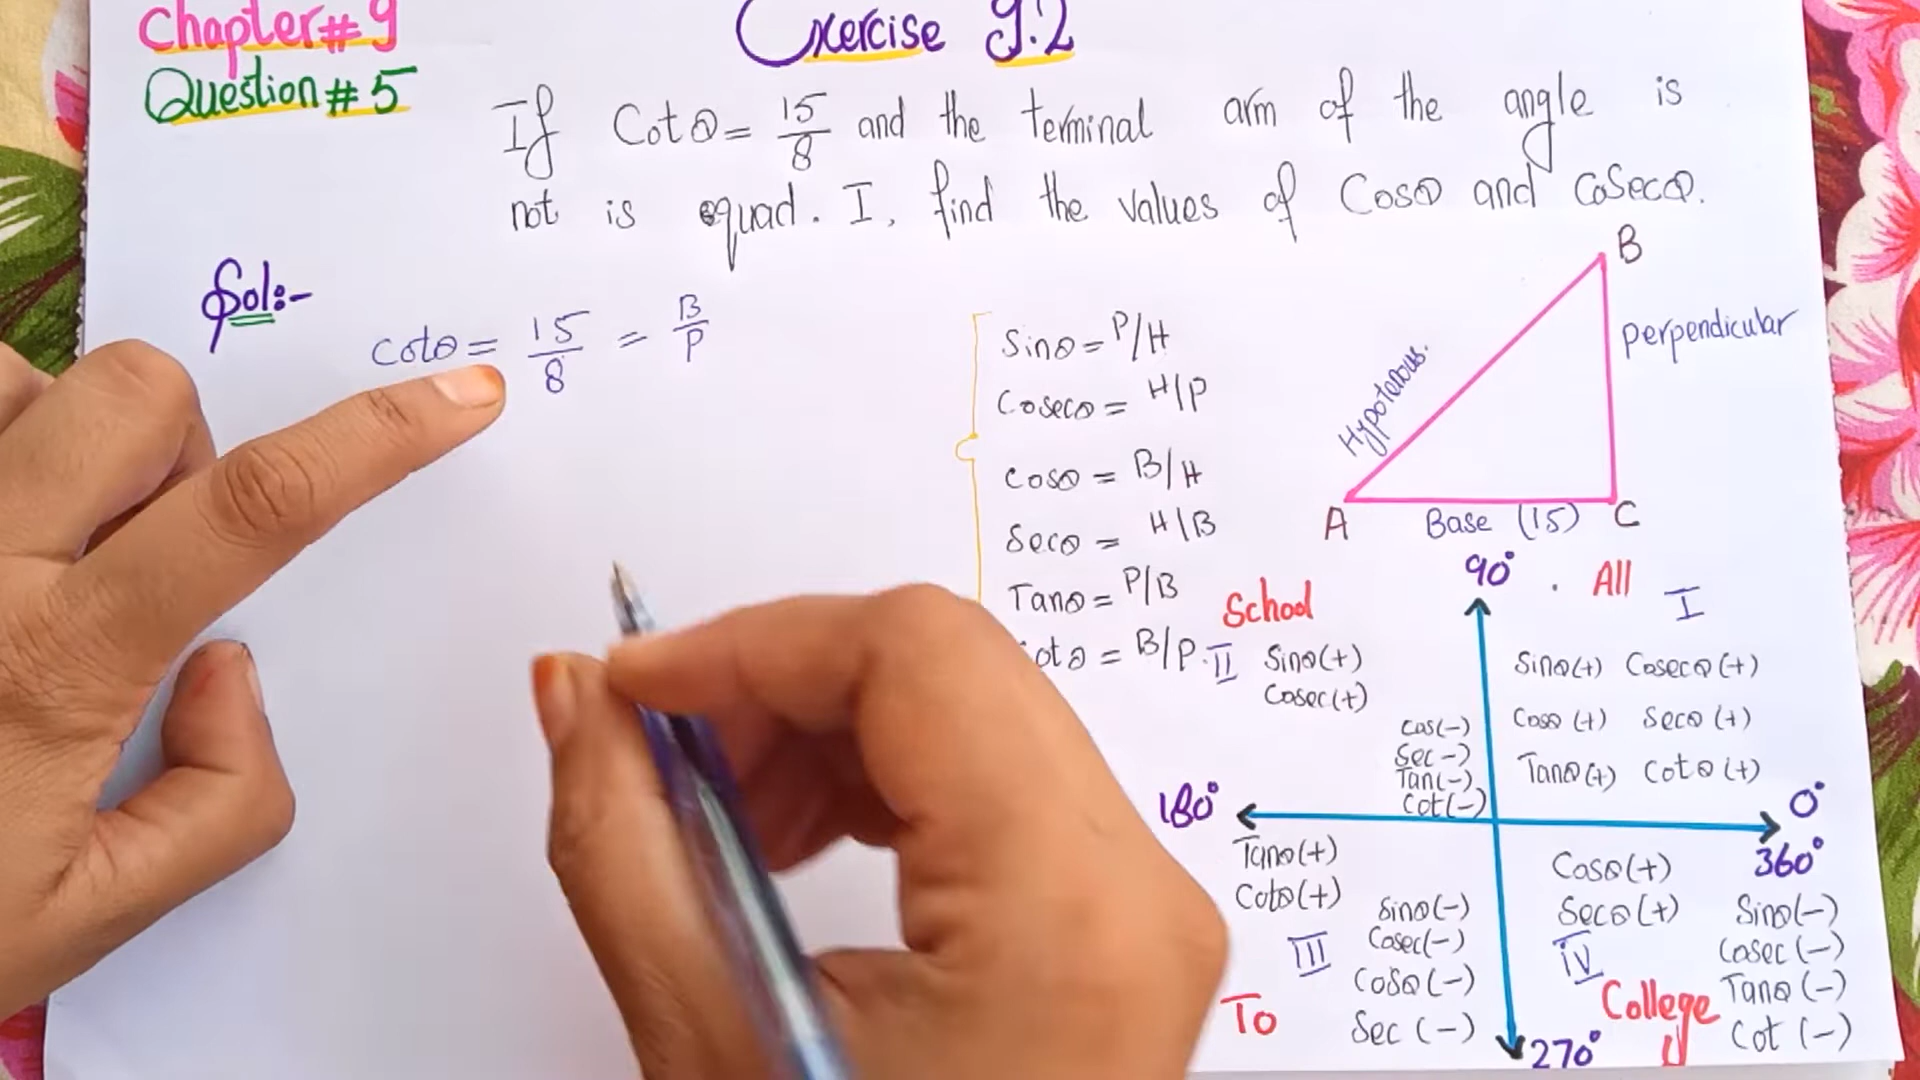 Chapter# 9
Exercise 9.2
Question # 5
If Cotθ = 15/8 and the terminal arm of the angle is
not is equad. I, find the values of Cosθ and Cosecθ.
Sol:-
cotθ = 15/8 = B/P
Sinθ = P/H
Cosecθ = H/P
Cosθ = B/H
Secθ = H/B
Tanθ = P/B
otθ = B/P.
B
Perpendicular
Hypotenous.
A
Base (15)
C
90°
. All
I
School
II
Sinθ(+)
Cosec(+)
Cos(-)
Sec -)
Tan(-)
Cot(-)
Sinθ(+) Cosecθ(+)
Cosθ (+) Secθ (+)
Tanθ(+) Cotθ (+)
180°
0°
360°
Tanθ(+)
Cotθ(+)
III
Sinθ(-)
Cosec(-)
Cosθ(-)
Sec (-)
To
Cosθ(+)
Secθ(+)
IV
Sinθ(-)
Cosec (-)
Tanθ (-)
Cot (-)
College
270°